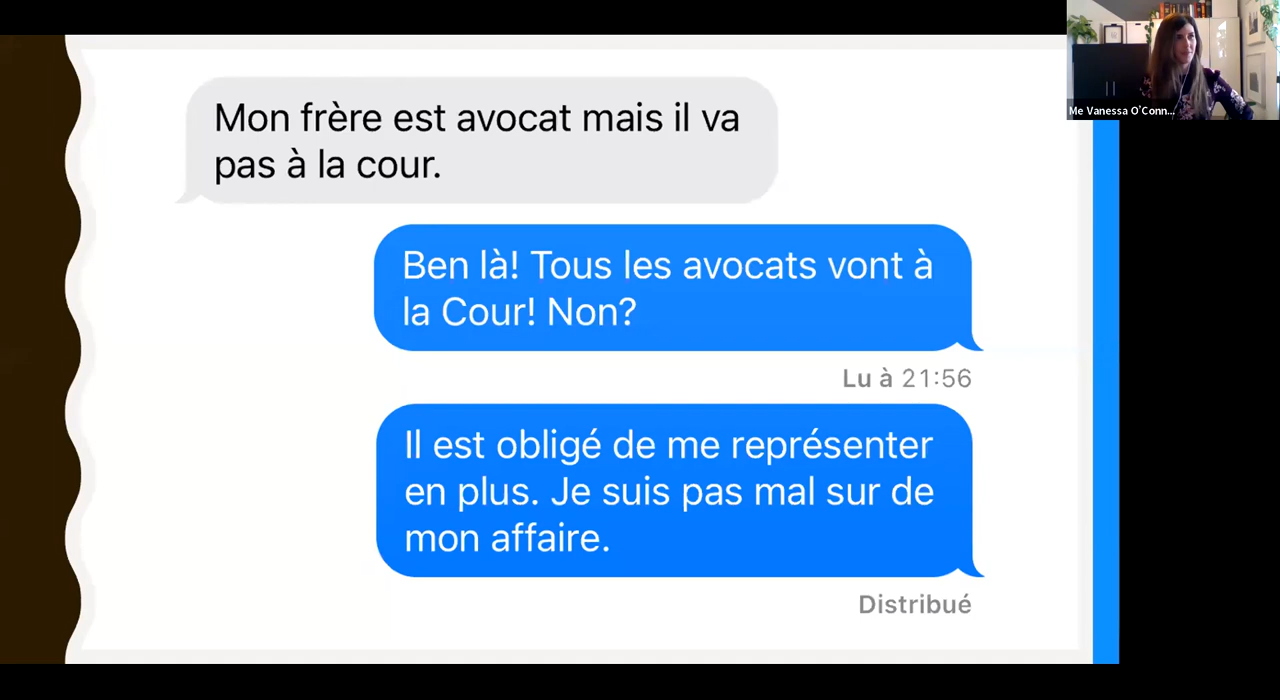 Me Vanessa O'Conn...
Mon frère est avocat mais il va
pas à la cour.
Ben là! Tous les avocats vont à
la Cour! Non?
Lu à 21:56
Il est obligé de me représenter
en plus. Je suis pas mal sur de
mon affaire.
Distribué